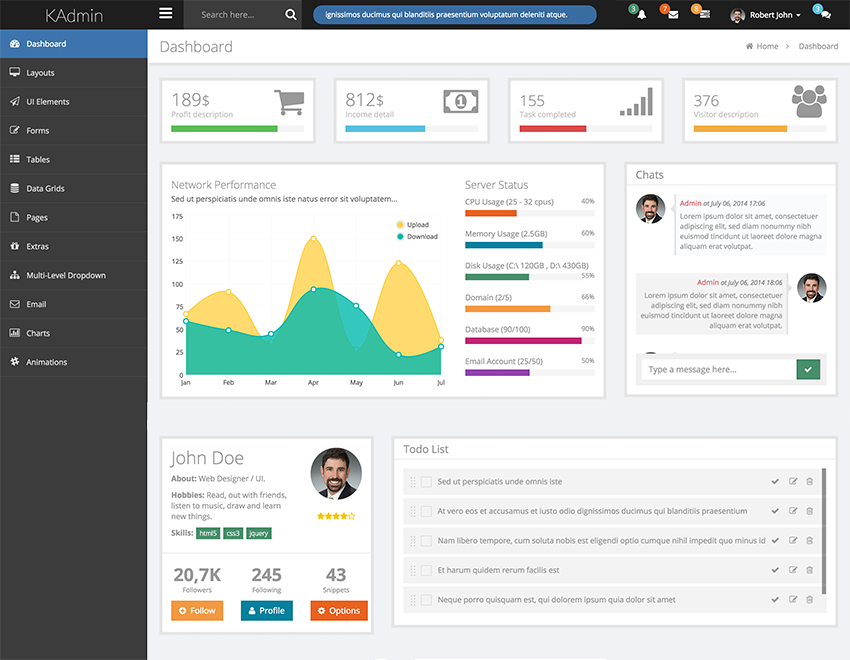 KAdmin
Search here...
ignissimos ducimus qui blanditiis praesentium voluptatum deleniti atque.
3
7
8
Robert John
3
Dashboard
Layouts
UI Elements
Forms
Tables
Data Grids
Pages
Extras
Multi-Level Dropdown
Email
Charts
Animations
Dashboard
Home > Dashboard
189$
Profit description
812$
Income detail
155
Task completed
376
Visitor description
Network Performance
Sed ut perspiciatis unde omnis iste natus error sit voluptatem...
175
150
125
100
75
50
25
0
Jan Feb Mar Apr May Jun Jul
Upload
Download
Server Status
CPU Usage (25 - 32 cpus) 40%
Memory Usage (2.5GB) 60%
Disk Usage (C:\ 120GB , D:\ 430GB)
55%
Domain (2/5) 66%
Database (90/100) 90%
Email Account (25/50) 50%
Chats
Admin at July 06, 2014 17:06
Lorem ipsum dolor sit amet, consectetuer
adipiscing elit, sed diam nonummy nibh
euismod tincidunt ut laoreet dolore magna
aliquam erat volutpat.
Admin at July 06, 2014 18:06
Lorem ipsum dolor sit amet, consectetuer
adipiscing elit, sed diam nonummy nibh
euismod tincidunt ut laoreet dolore magna
aliquam erat volutpat.
Type a message here...
John Doe
About: Web Designer / UI.
Hobbies: Read, out with friends,
listen to music, draw and learn
new things.
Skills: html5 css3 jquery
20,7K
Followers
245
Following
43
Snippets
Follow
Profile
Options
Todo List
Sed ut perspiciatis unde omnis iste
At vero eos et accusamus et iusto odio dignissimos ducimus qui blanditiis praesentium
Nam libero tempore, cum soluta nobis est eligendi optio cumque nihil impedit quo minus id
Et harum quidem rerum facilis est
Neque porro quisquam est, qui dolorem ipsum quia dolor sit amet